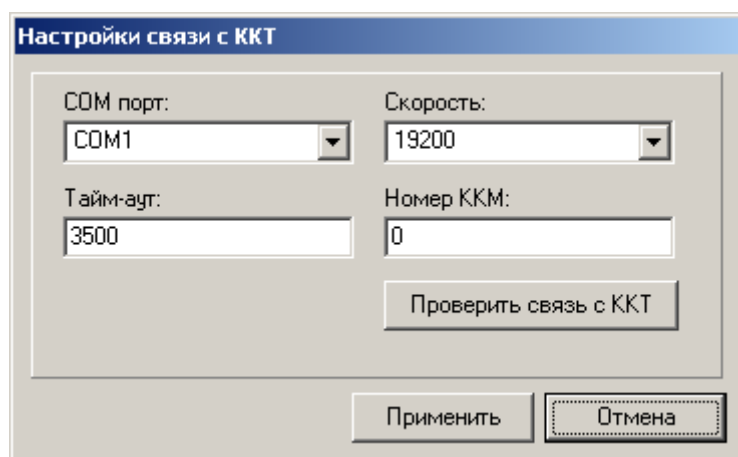 Настройки связи с ККТ
COM порт:
Скорость:
COM1
19200
Тайм-аут:
Номер ККМ:
3500
0
Проверить связь с ККТ
Применить
Отмена